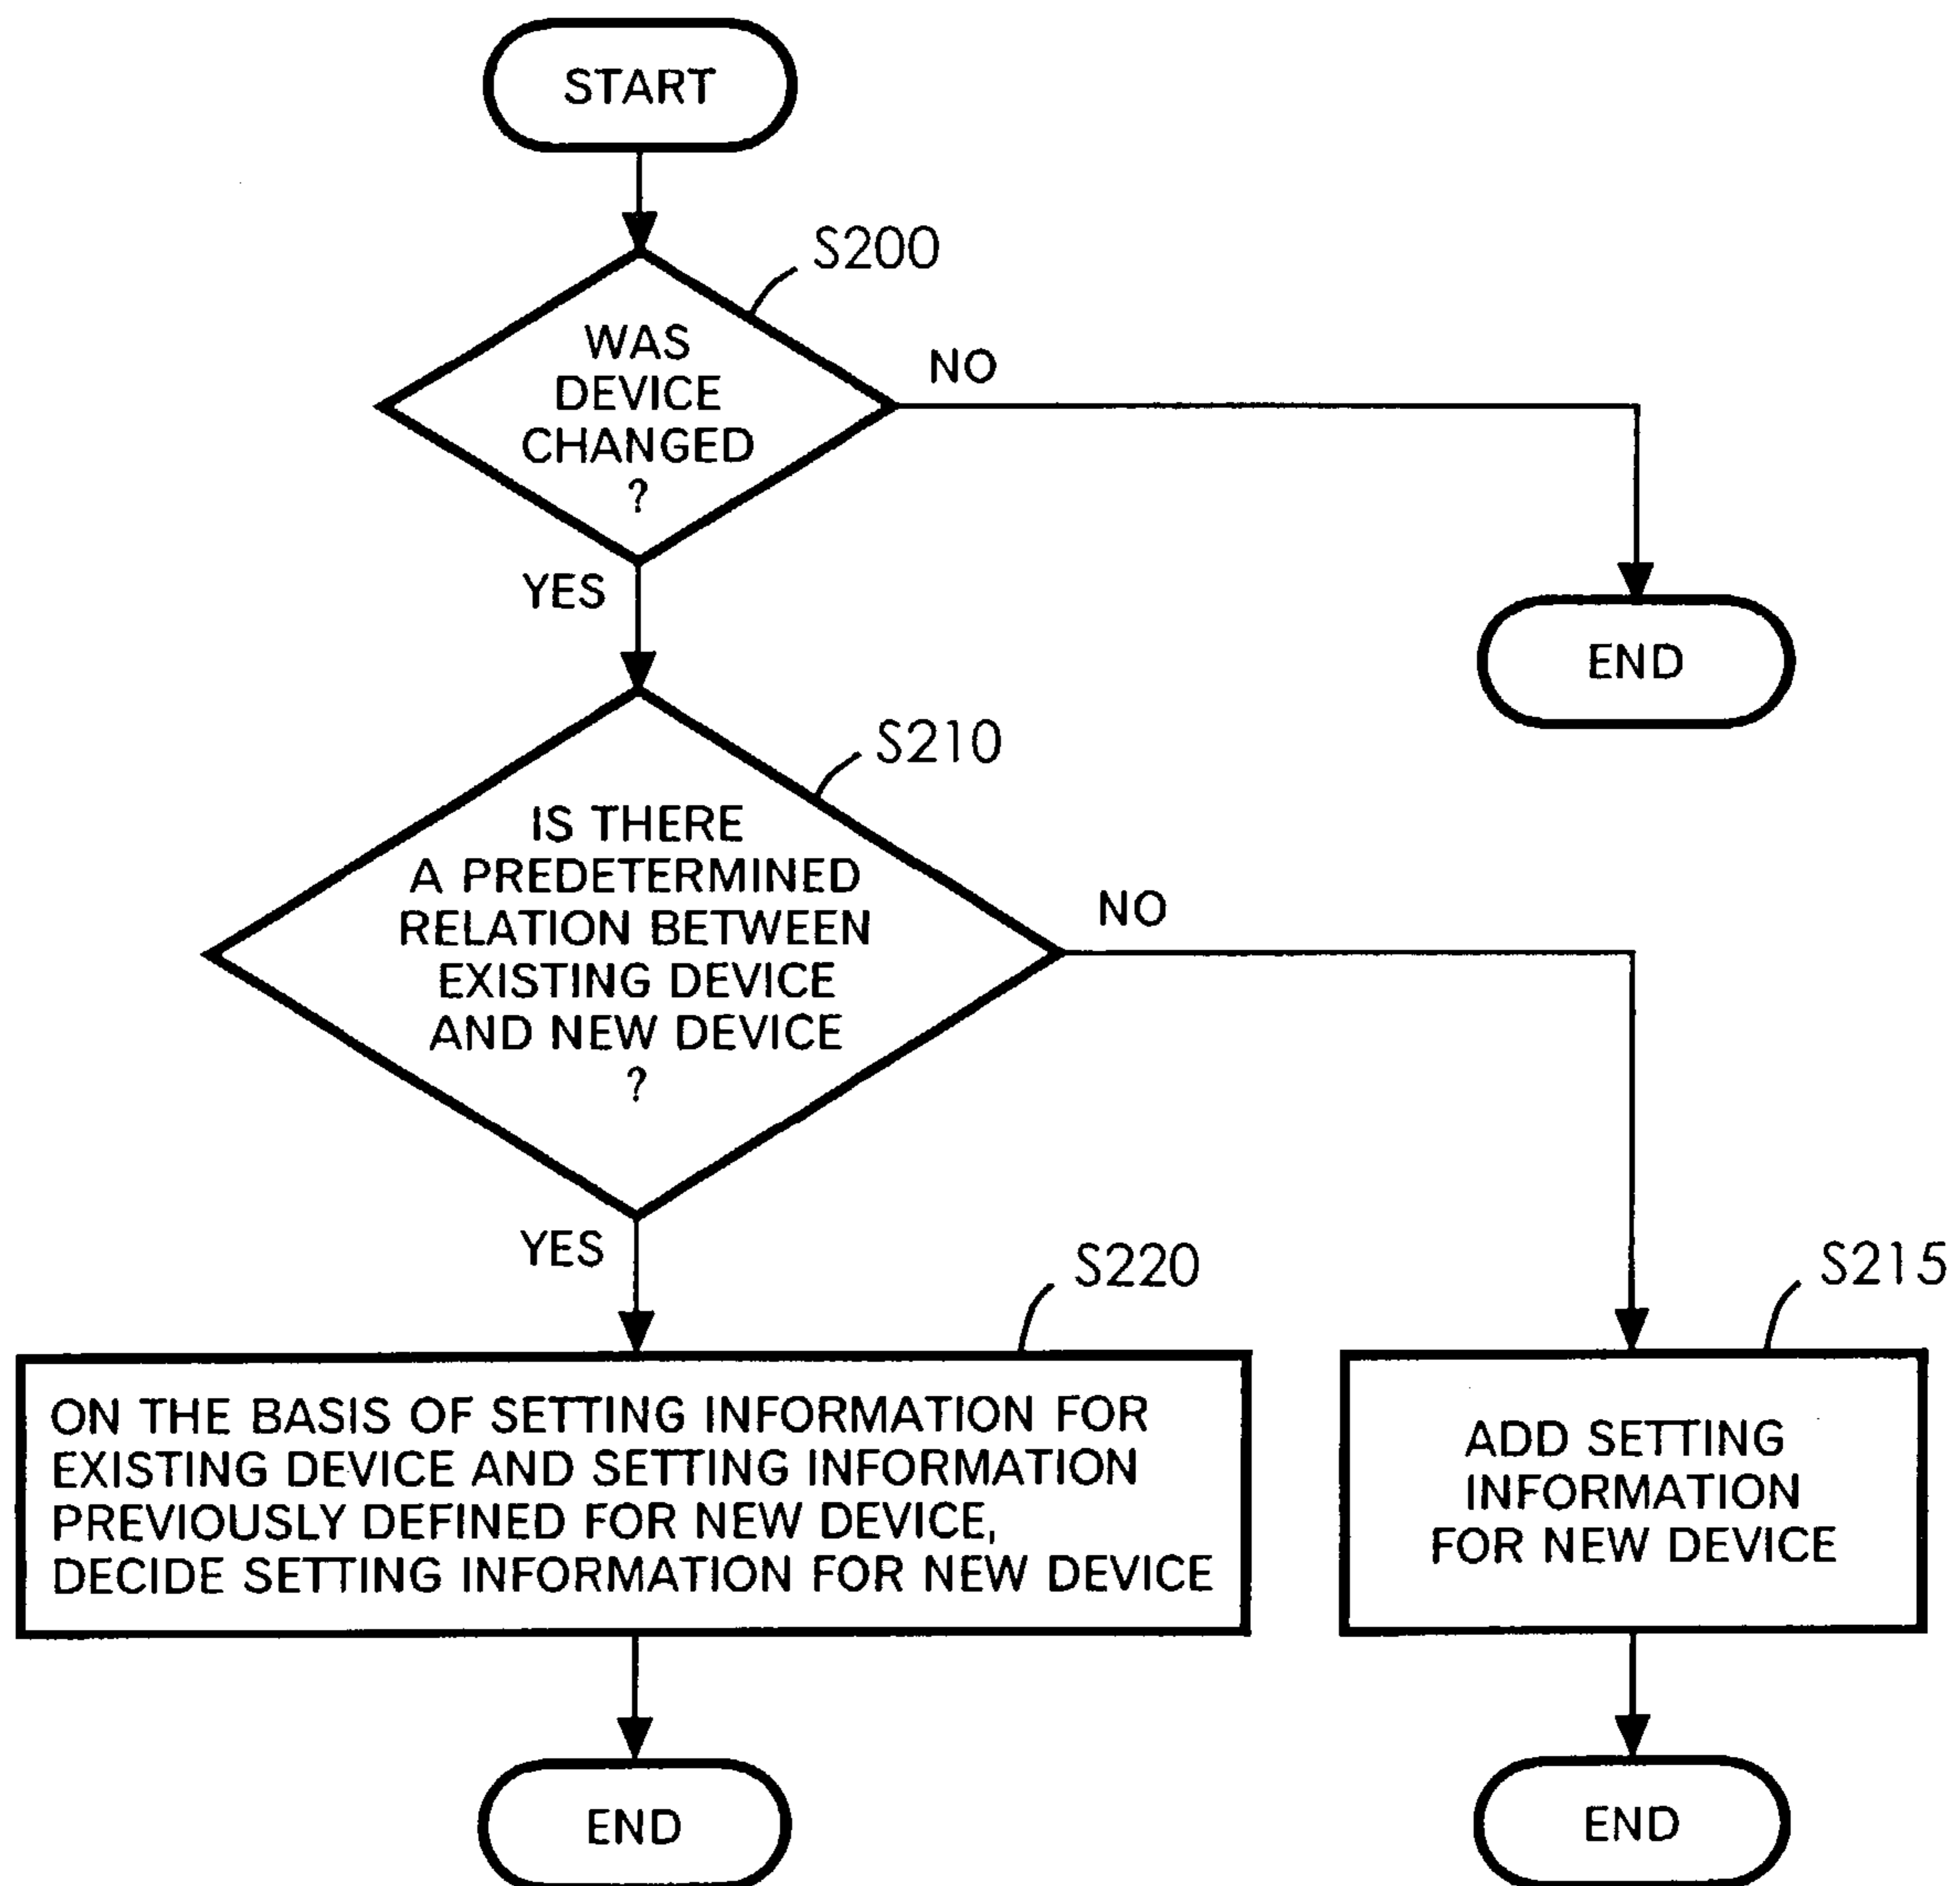 START
S200
WAS
DEVICE
CHANGED
?
NO
YES
END
S210
IS THERE
A PREDETERMINED
RELATION BETWEEN
EXISTING DEVICE
AND NEW DEVICE
?
NO
YES
S220
S215
ON THE BASIS OF SETTING INFORMATION FOR
EXISTING DEVICE AND SETTING INFORMATION
PREVIOUSLY DEFINED FOR NEW DEVICE,
DECIDE SETTING INFORMATION FOR NEW DEVICE
ADD SETTING
INFORMATION
FOR NEW DEVICE
END
END